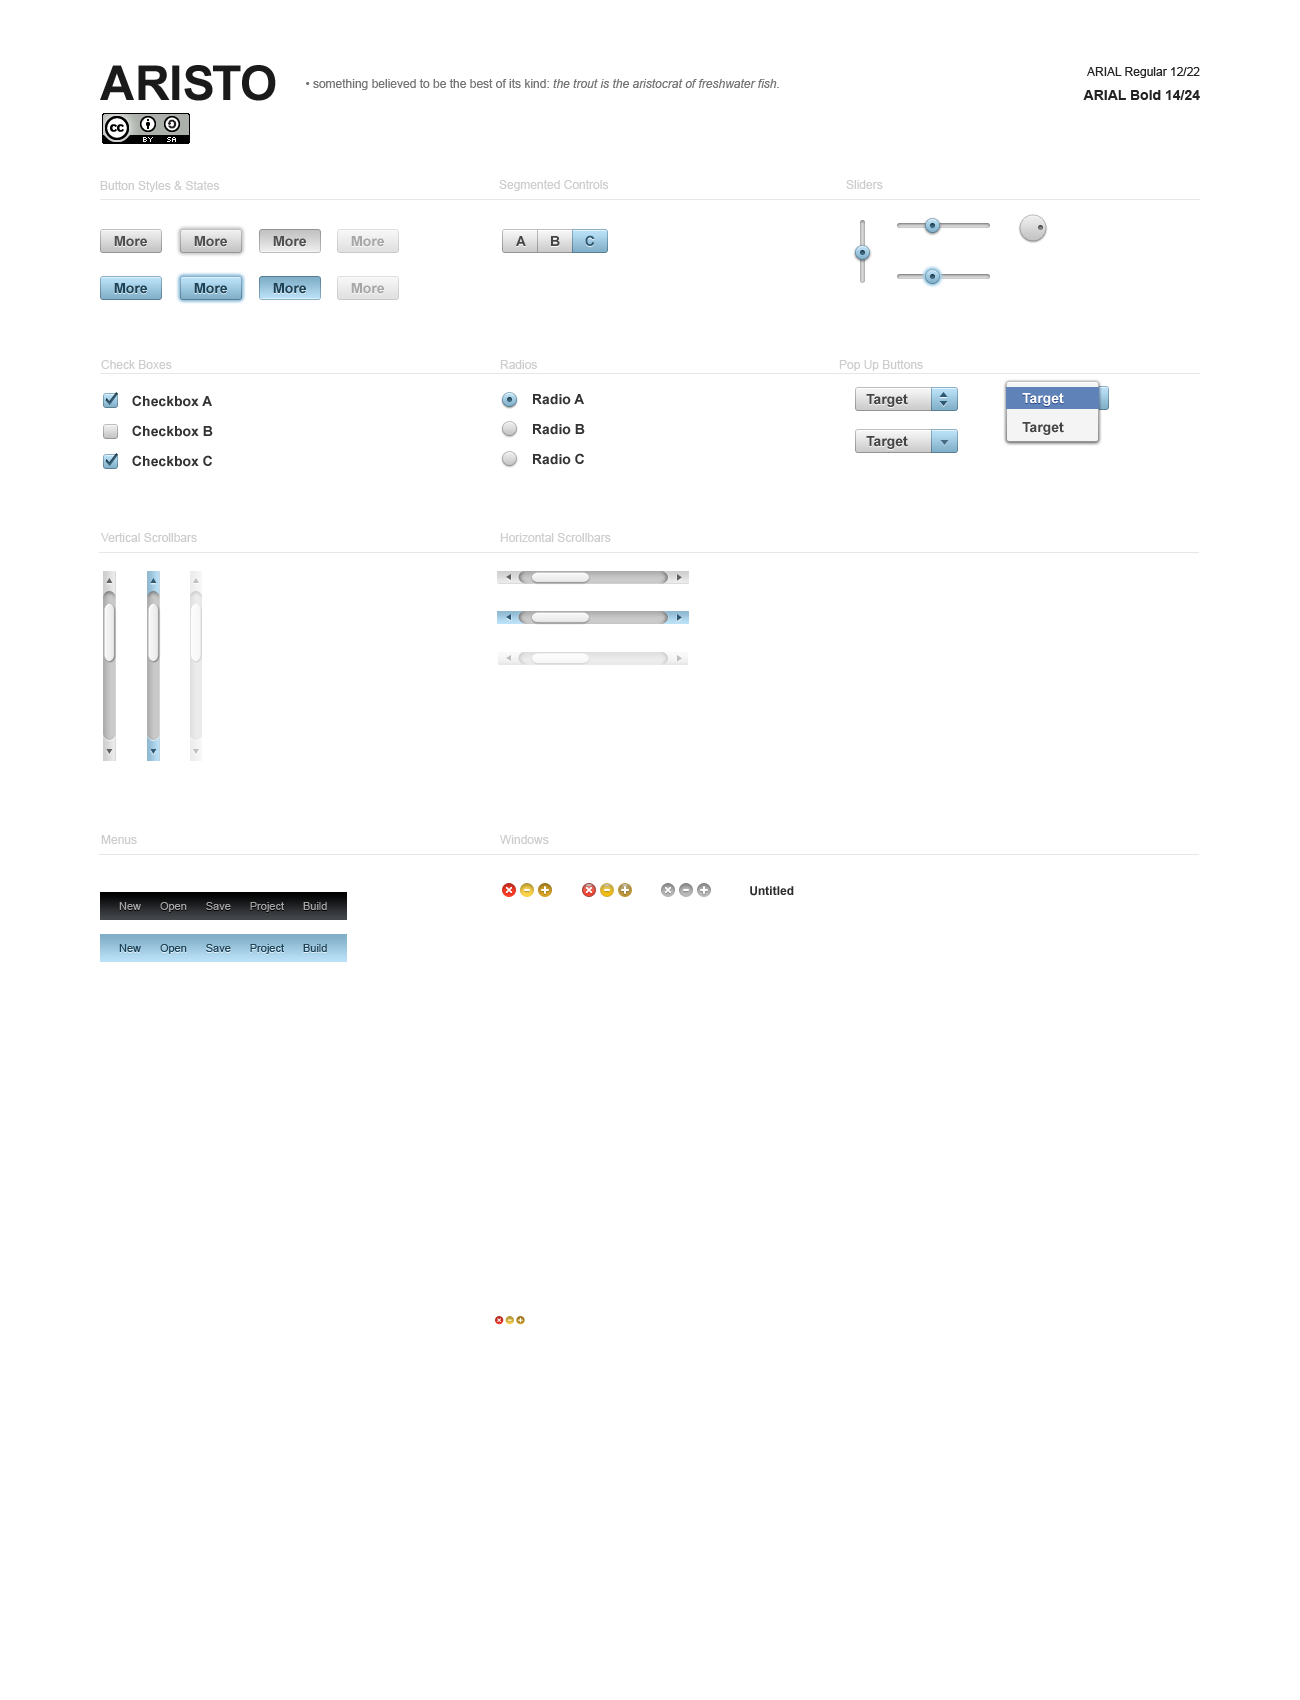 ARISTO
• something believed to be the best of its kind: the trout is the aristocrat of freshwater fish.
ARIAL Regular 12/22
ARIAL Bold 14/24
cc
BY SA
Button Styles & States
Segmented Controls
Sliders
More More More More
A B C
More More More More
Check Boxes
Radios
Pop Up Buttons
Checkbox A
Checkbox B
Checkbox C
Radio A
Radio B
Radio C
Target
Target
Target
Target
Vertical Scrollbars
Horizontal Scrollbars
Menus
Windows
New Open Save Project Build
Untitled
New Open Save Project Build